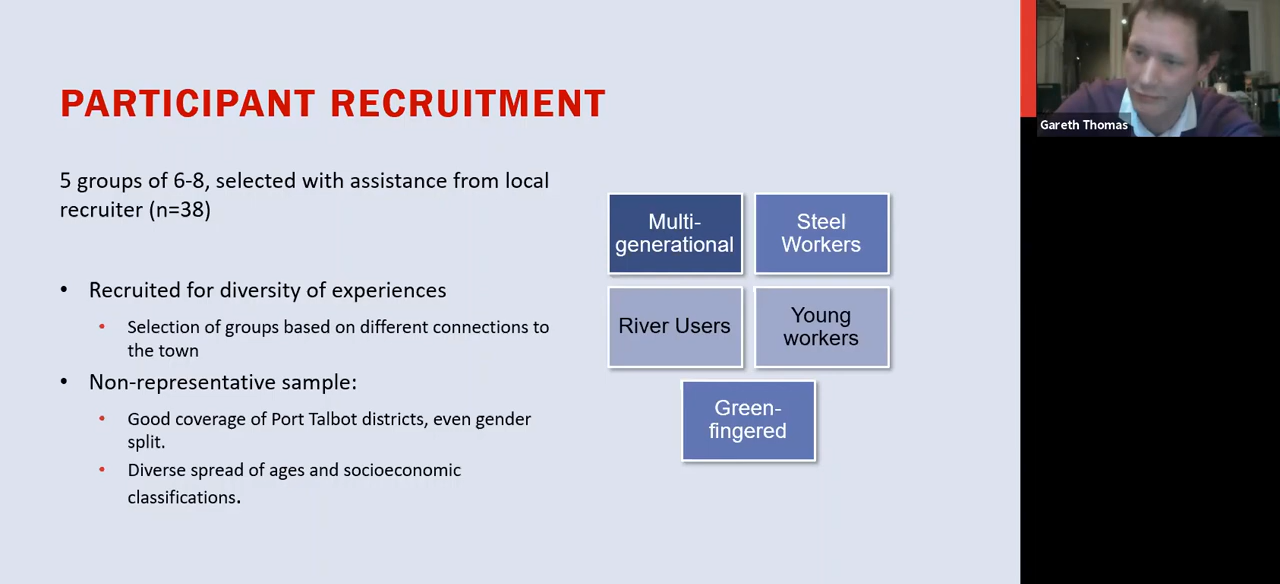 PARTICIPANT RECRUITMENT
5 groups of 6-8, selected with assistance from local
recruiter (n=38)
• Recruited for diversity of experiences
• Selection of groups based on different connections to
the town
• Non-representative sample:
• Good coverage of Port Talbot districts, even gender
split.
• Diverse spread of ages and socioeconomic
classifications.
Multi-
generational
Steel
Workers
River Users
Young
workers
Green-
fingered
Gareth Thomas